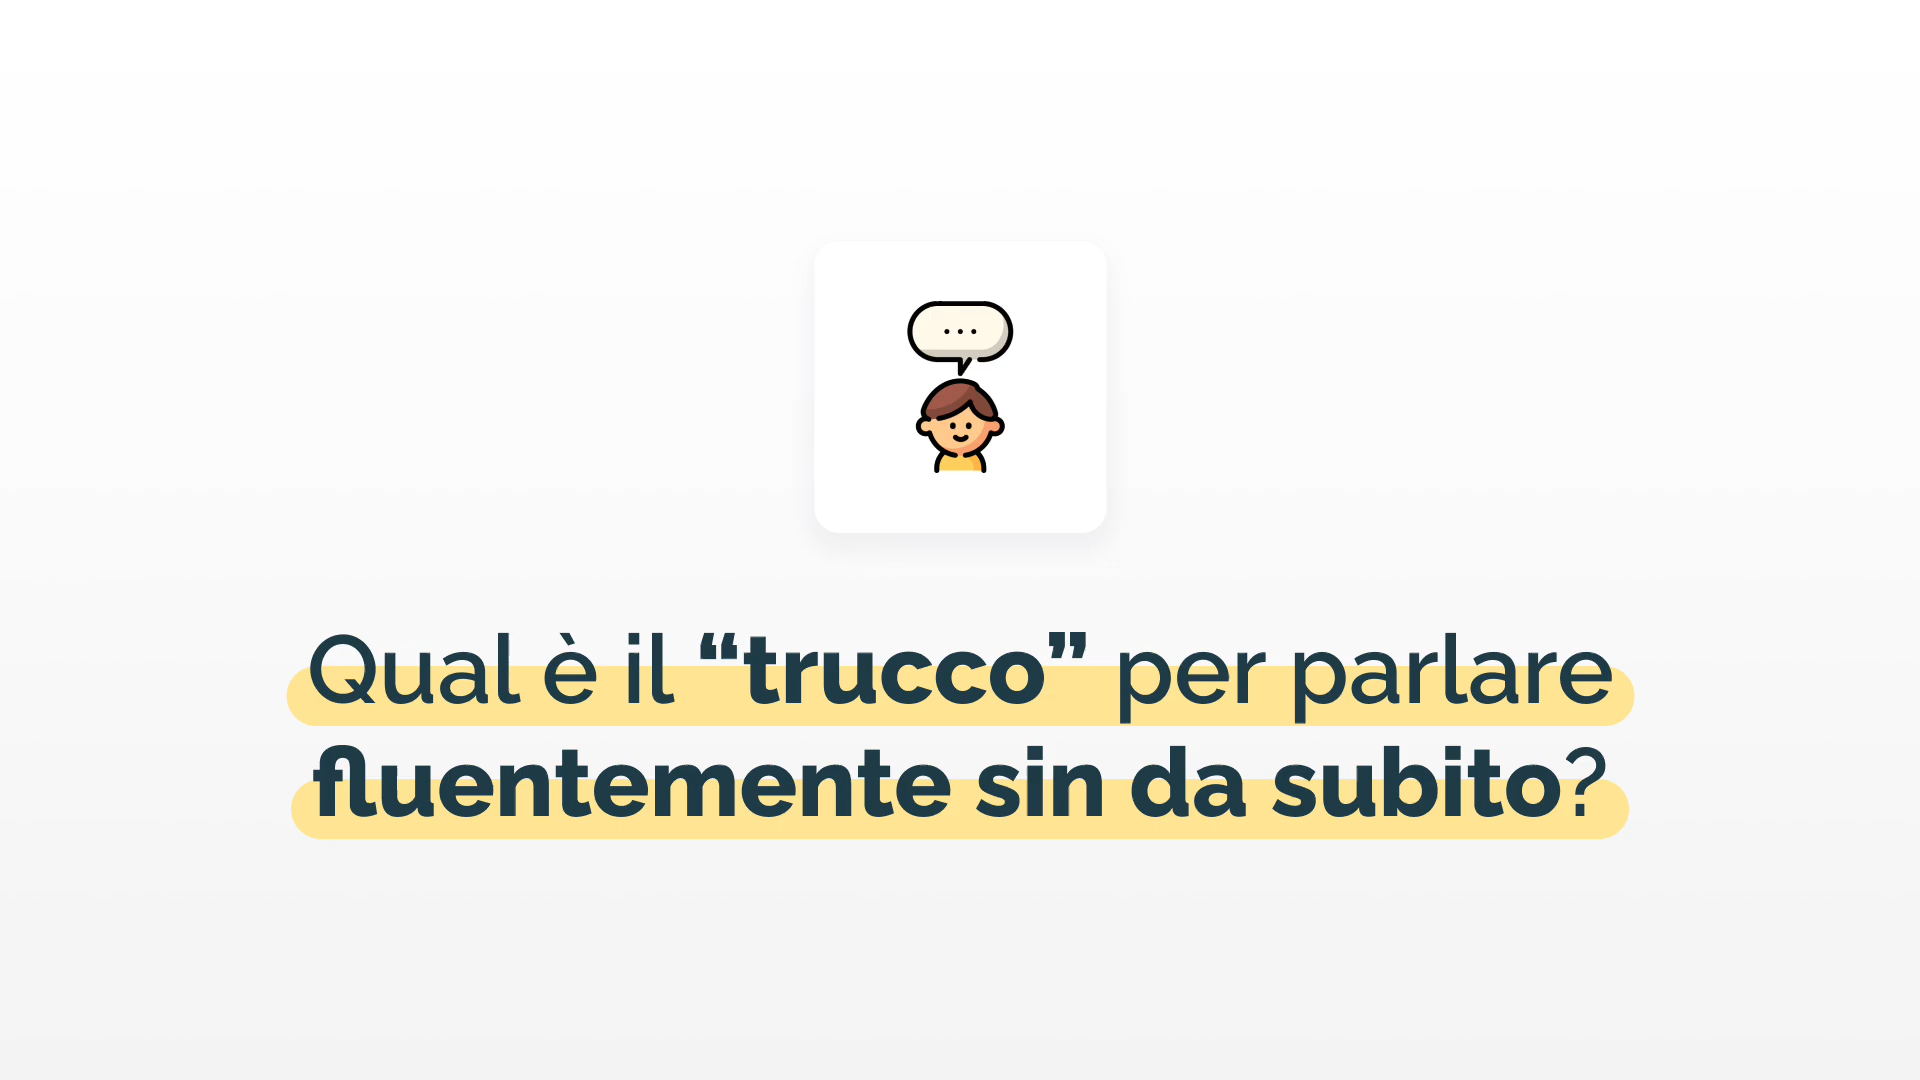 Qual è il “trucco” per parlare
fluentemente sin da subito?